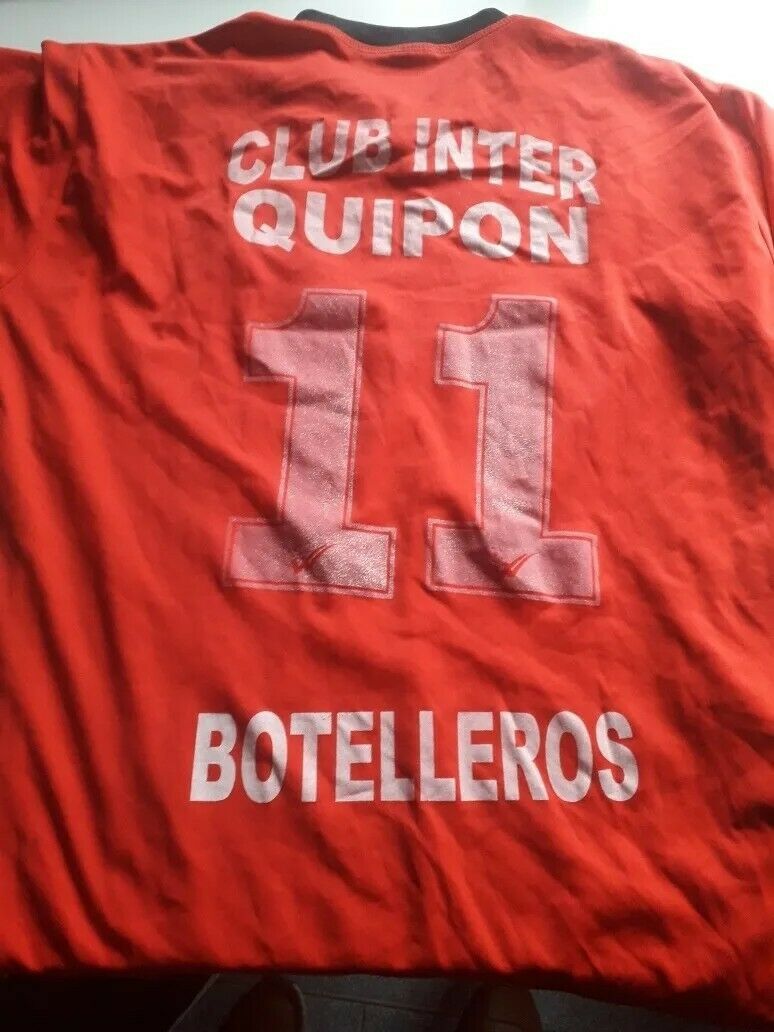 CLUB INTER
QUIPON
11
BOTELLEROS